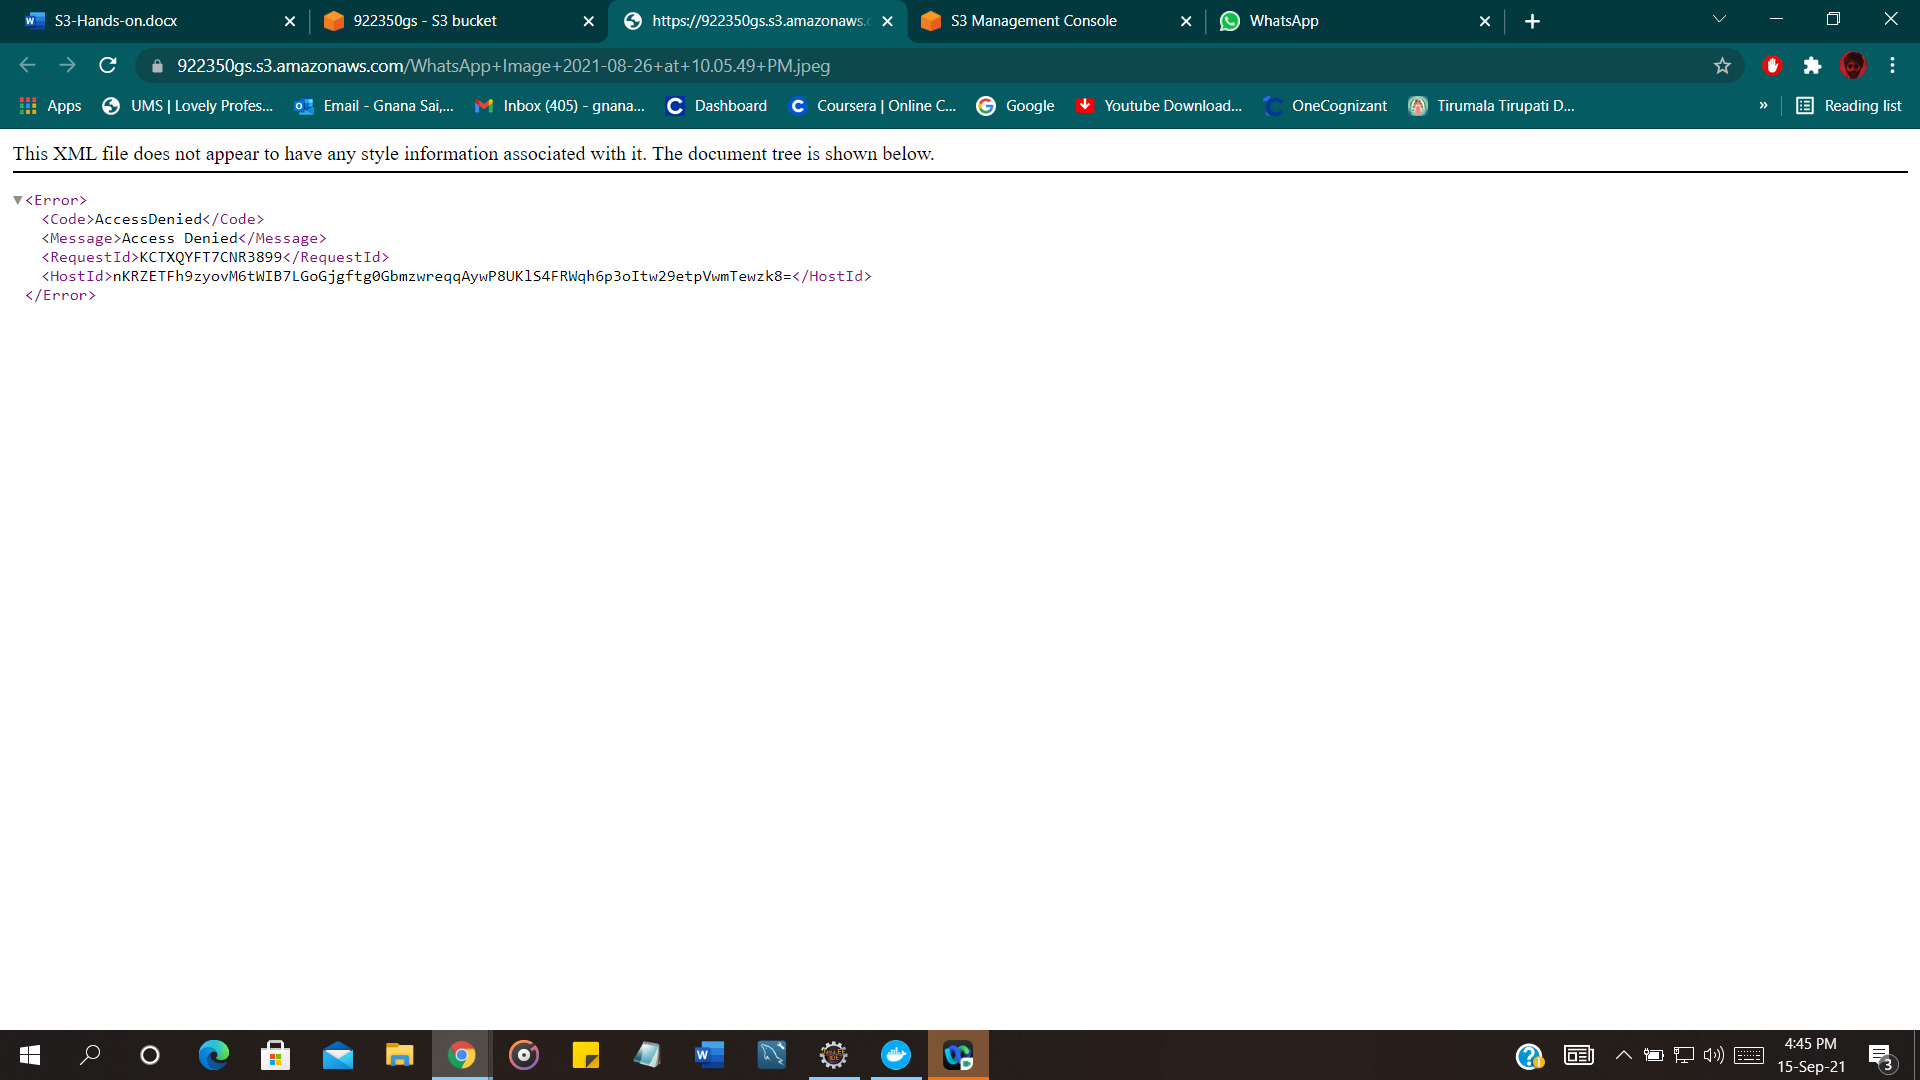 S3-Hands-on.docx
922350gs - S3 bucket
https://922350gs.s3.amazonaws.c
S3 Management Console
WhatsApp
922350gs.s3.amazonaws.com/WhatsApp+Image+2021-08-26+at+10.05.49+PM.jpeg
Apps
UMS | Lovely Profes...
Email - Gnana Sai,...
Inbox (405) - gnana...
Dashboard
Coursera | Online C...
Google
Youtube Download...
OneCognizant
Tirumala Tirupati D...
»
Reading list
This XML file does not appear to have any style information associated with it. The document tree is shown below.
<Error>
<Code>AccessDenied</Code>
<Message>Access Denied</Message>
<RequestId>KCTXQYFT7CNR3899</RequestId>
<HostId>nKRZETFh9zyovM6tWIB7LGoGjgftg0GbmzwreqqAywP8UKlS4FRWqh6p3oItw29etpVwmTewzk8=</HostId>
</Error>
4:45 PM
15-Sep-21
3